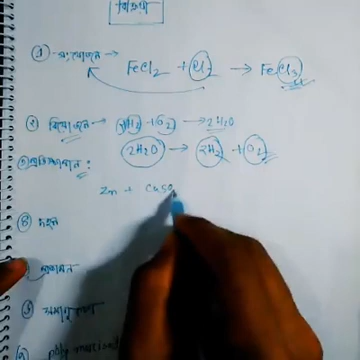 বিক্রিয়া
① সংযোজন → FeCl2 + Cl2 → FeCl3
② বিয়োজন → 2H2 + O2 → 2H2O
2H2O → 2H2 + O2
③ প্রতিস্থাপন :
Zn + CuSO
④ দহন